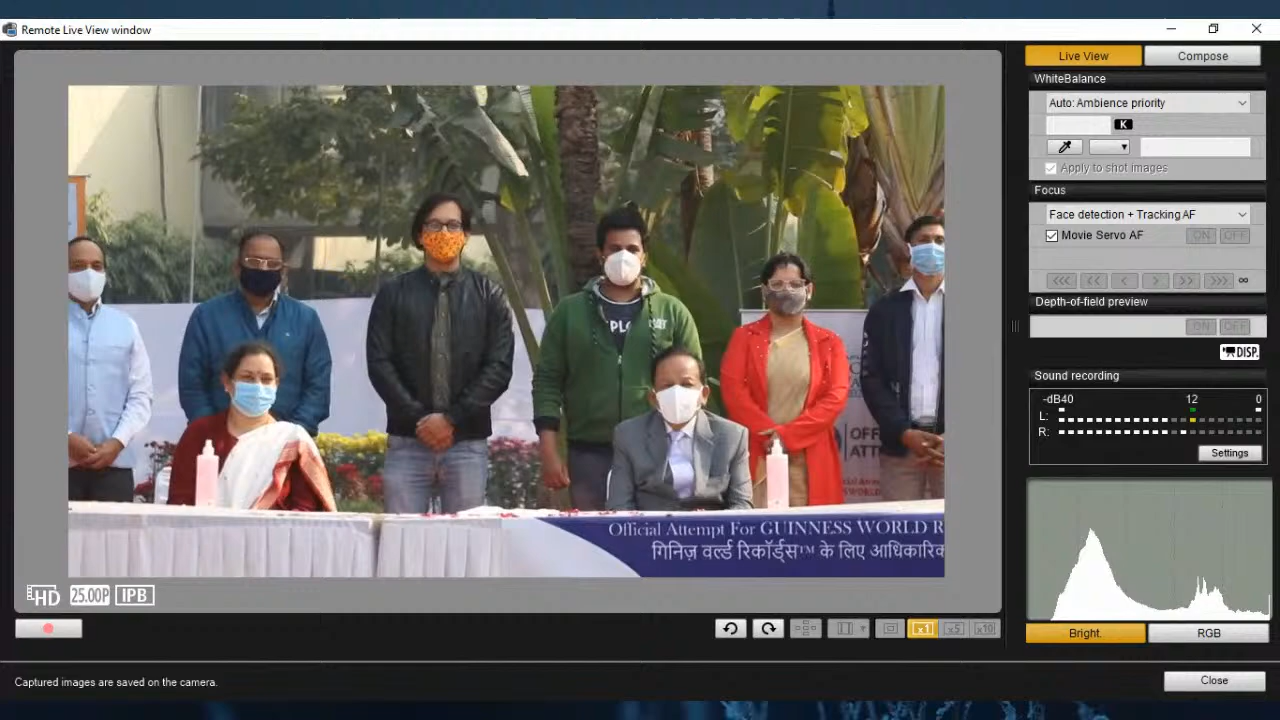 Remote Live View window
Live View
Compose
WhiteBalance
Auto: Ambience priority
K
Apply to shot images
Focus
Face detection + Tracking AF
Movie Servo AF
ON
OFF
<<<
<<
<
>
>>
>>>
∞
Depth-of-field preview
ON
OFF
DISP.
Sound recording
-dB40
12
0
L:
R:
Settings
Official Attempt For GUINNESS WORLD R
गिनिज़ वर्ल्ड रिकॉर्ड्स™ के लिए आधिकारिक
OFF
ATT
HD
25.00P
IPB
x1
x5
x10
Bright.
RGB
Captured images are saved on the camera.
Close